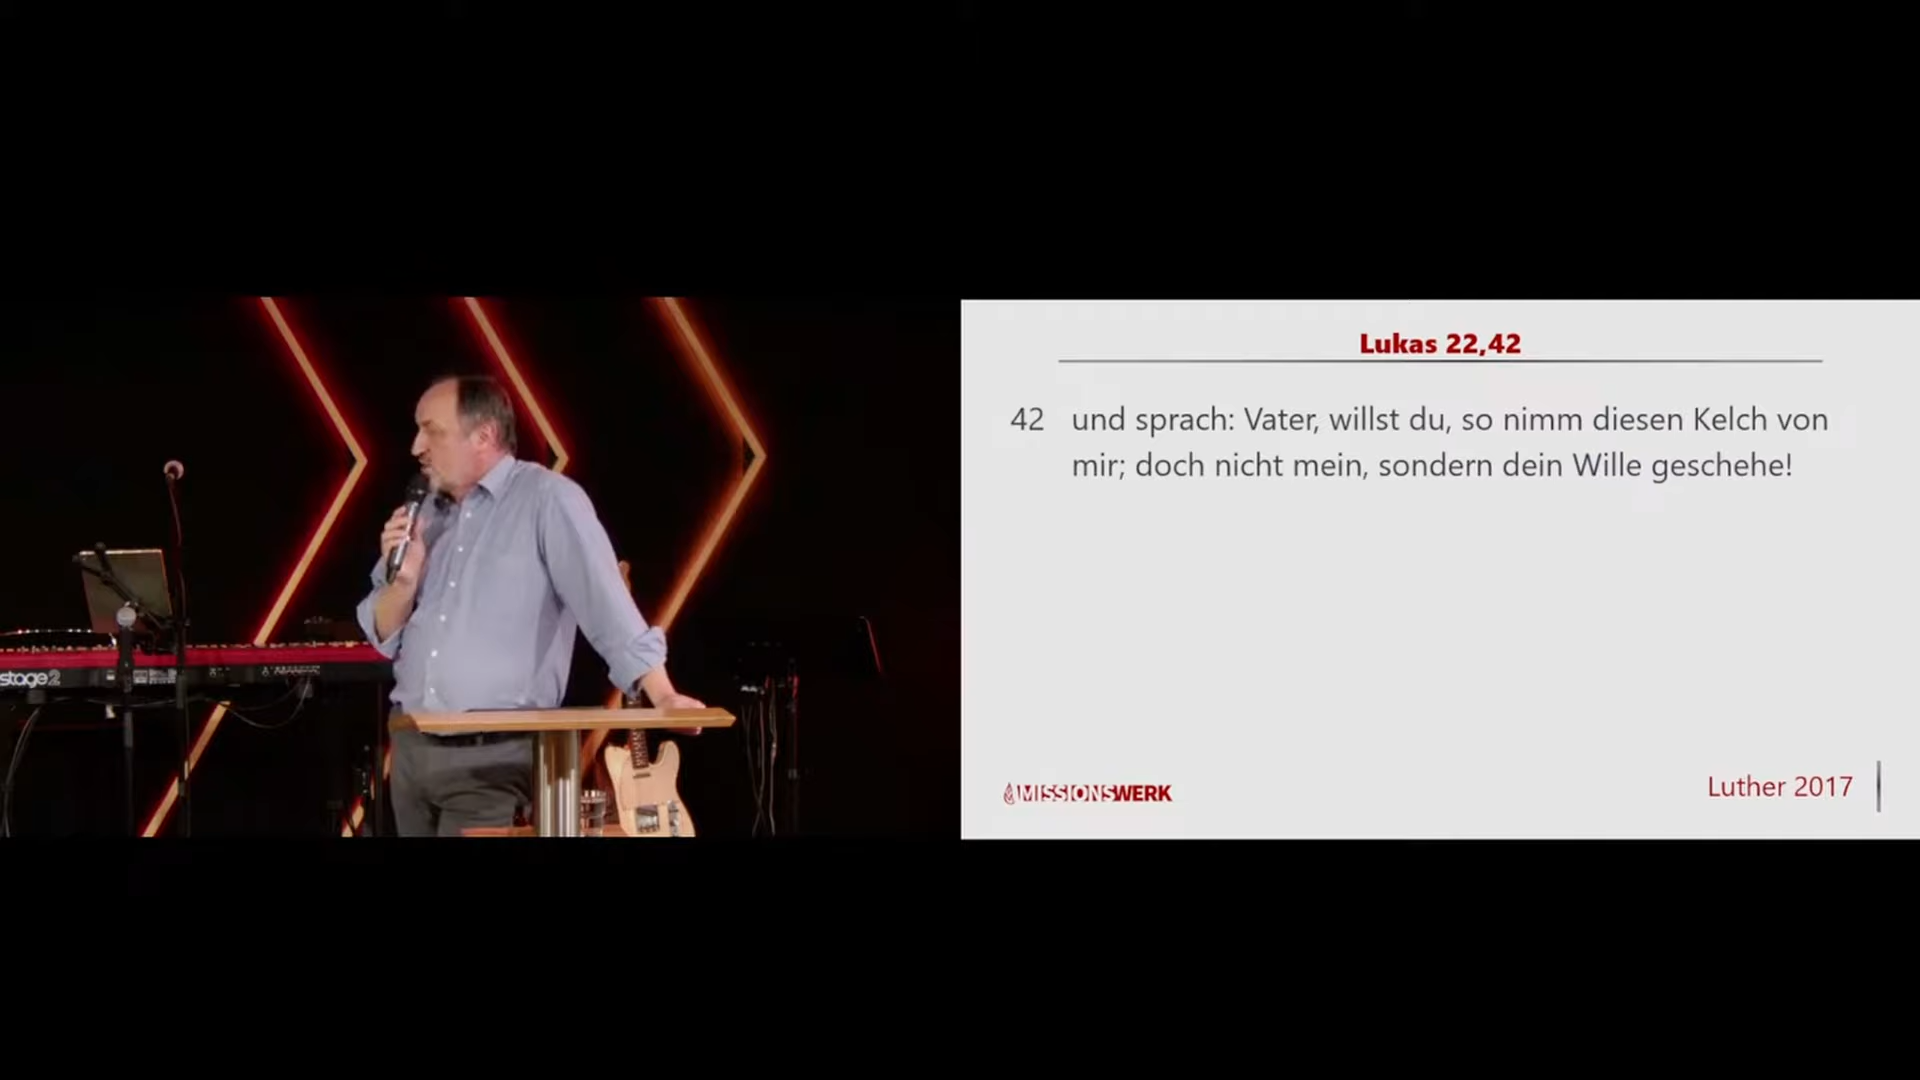 stage2
Lukas 22,42
42 und sprach: Vater, willst du, so nimm diesen Kelch von
mir; doch nicht mein, sondern dein Wille geschehe!
MISSIONSWERK
Luther 2017